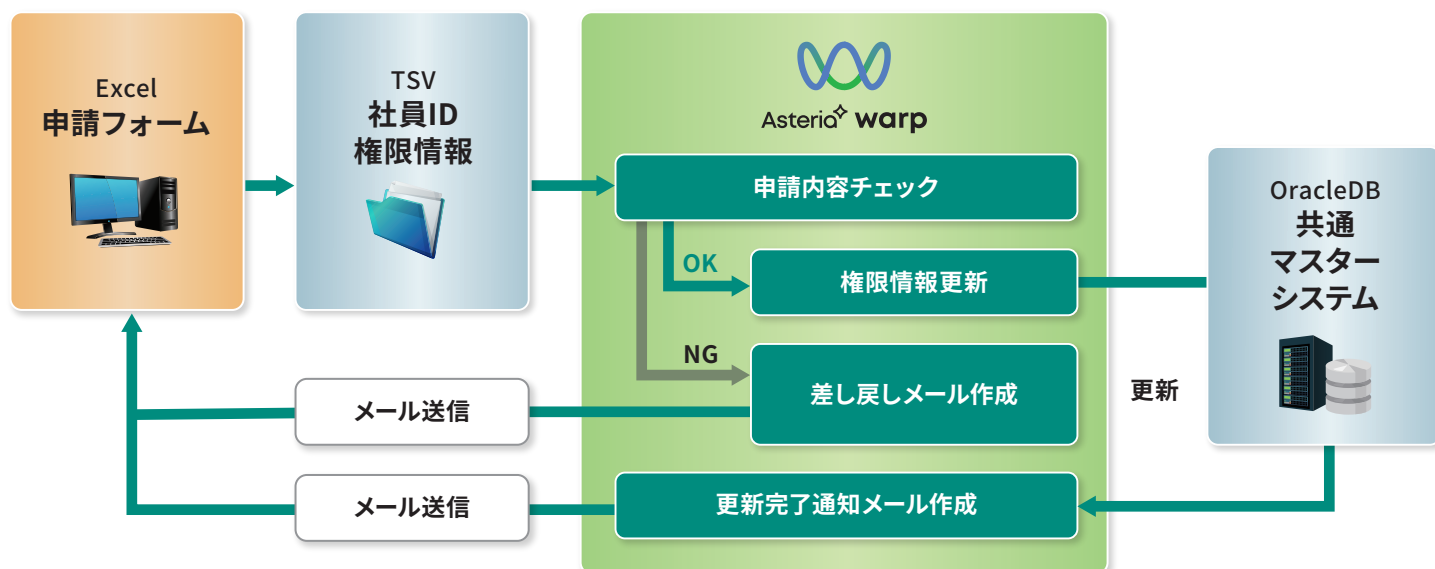 Excel
申請フォーム
TSV
社員ID
権限情報
Asteria warp
申請内容チェック
OK
権限情報更新
NG
差し戻しメール作成
更新
OracleDB
共通
マスター
システム
メール送信
メール送信
更新完了通知メール作成